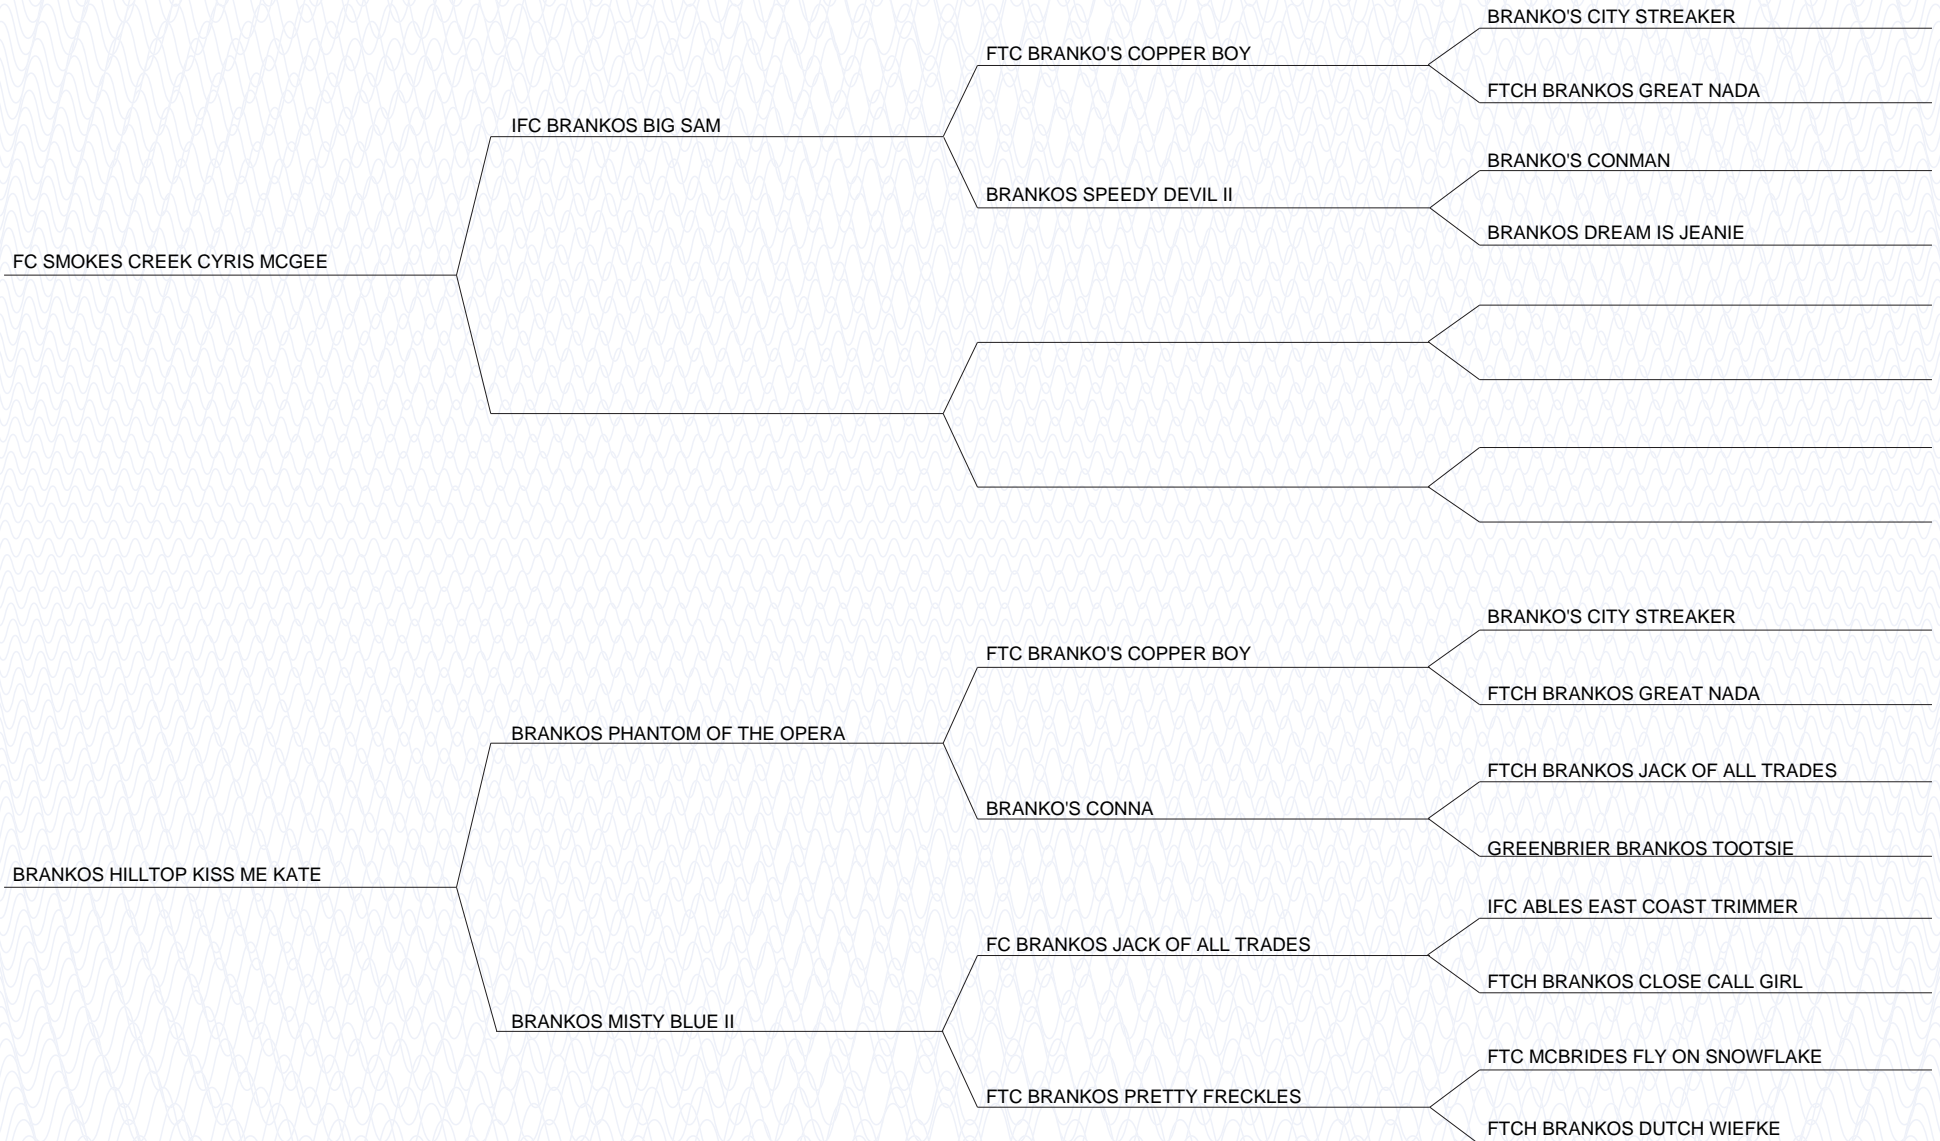 BRANKO'S CITY STREAKER
FTC BRANKO'S COPPER BOY
FTCH BRANKOS GREAT NADA
IFC BRANKOS BIG SAM
BRANKO'S CONMAN
BRANKOS SPEEDY DEVIL II
BRANKOS DREAM IS JEANIE
FC SMOKES CREEK CYRIS MCGEE
BRANKO'S CITY STREAKER
FTC BRANKO'S COPPER BOY
FTCH BRANKOS GREAT NADA
BRANKOS PHANTOM OF THE OPERA
FTCH BRANKOS JACK OF ALL TRADES
BRANKO'S CONNA
GREENBRIER BRANKOS TOOTSIE
BRANKOS HILLTOP KISS ME KATE
IFC ABLES EAST COAST TRIMMER
FC BRANKOS JACK OF ALL TRADES
FTCH BRANKOS CLOSE CALL GIRL
BRANKOS MISTY BLUE II
FTC MCBRIDES FLY ON SNOWFLAKE
FTC BRANKOS PRETTY FRECKLES
FTCH BRANKOS DUTCH WIEFKE